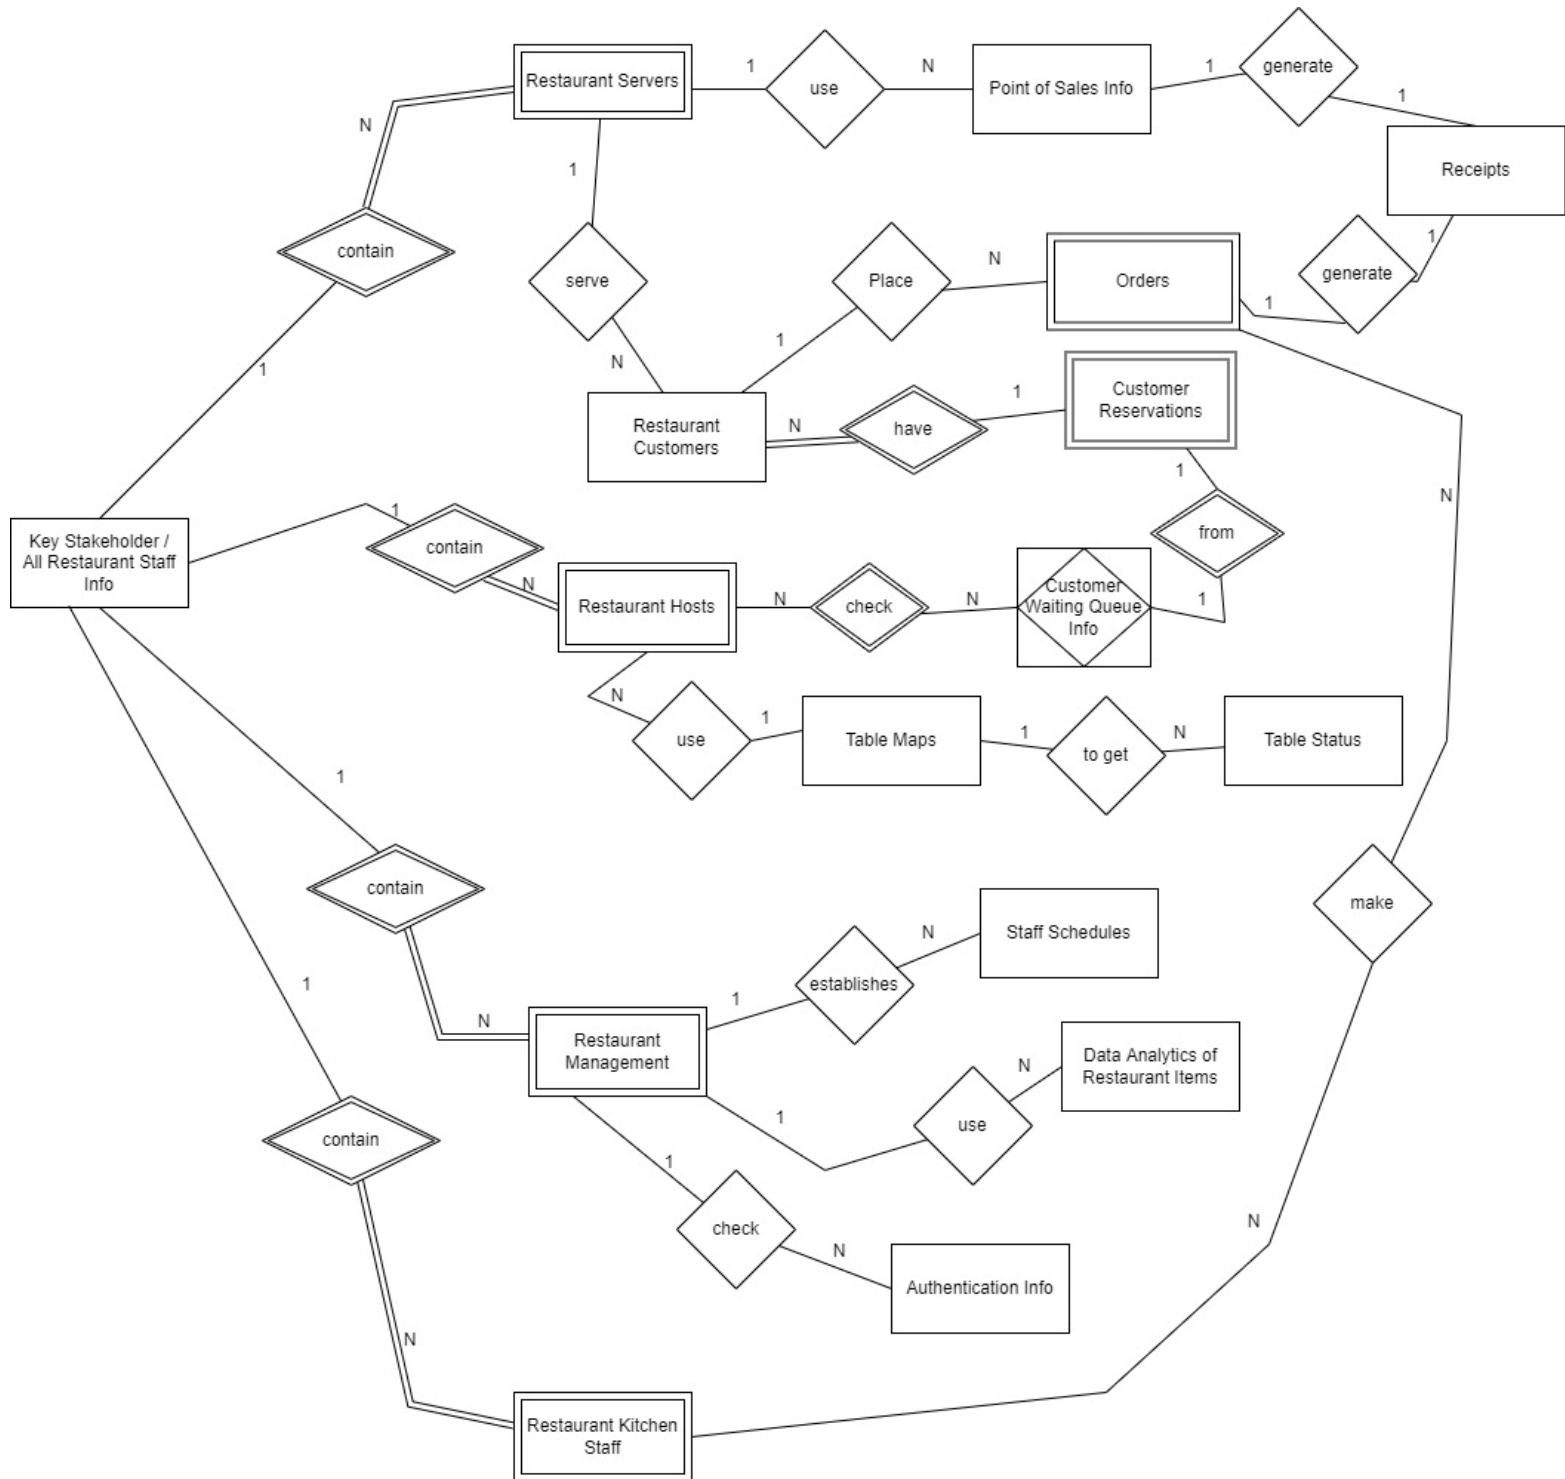 Restaurant Servers
1
use
N
Point of Sales Info
1
generate
1
Receipts
N
contain
1
1
serve
N
Place
N
Orders
1
generate
1
1
Restaurant
Customers
N
have
1
Customer
Reservations
1
from
1
N
Key Stakeholder /
All Restaurant Staff
Info
1
contain
N
Restaurant Hosts
N
check
N
Customer
Waiting Queue
Info
N
use
1
Table Maps
1
to get
N
Table Status
1
contain
N
make
N
1
Restaurant
Management
1
establishes
N
Staff Schedules
1
use
N
Data Analytics of
Restaurant Items
1
check
N
Authentication Info
contain
N
Restaurant Kitchen
Staff